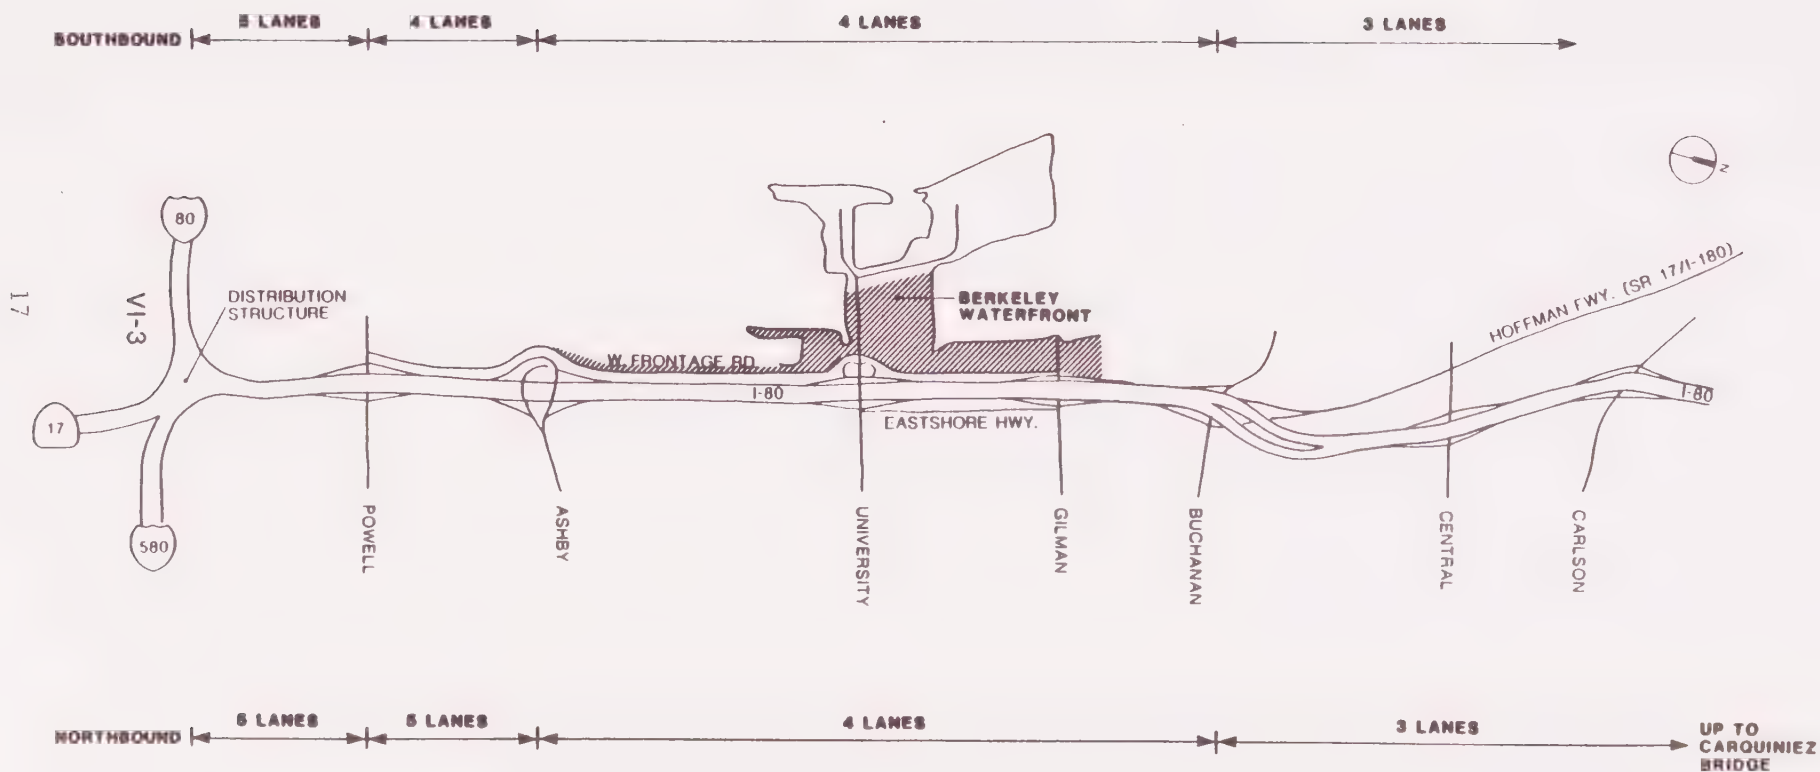 SOUTHBOUND
5 LANES
4 LANES
4 LANES
3 LANES
N
80
17
VI-3
DISTRIBUTION
STRUCTURE
BERKELEY
WATERFRONT
HOFFMAN FWY. (SR 17/I-180)
W. FRONTAGE RD.
I-80
I-80
17
EASTSHORE HWY.
580
POWELL
ASHBY
UNIVERSITY
GILMAN
BUCHANAN
CENTRAL
CARLSON
NORTHBOUND
5 LANES
5 LANES
4 LANES
3 LANES
UP TO
CARQUINIEZ
BRIDGE